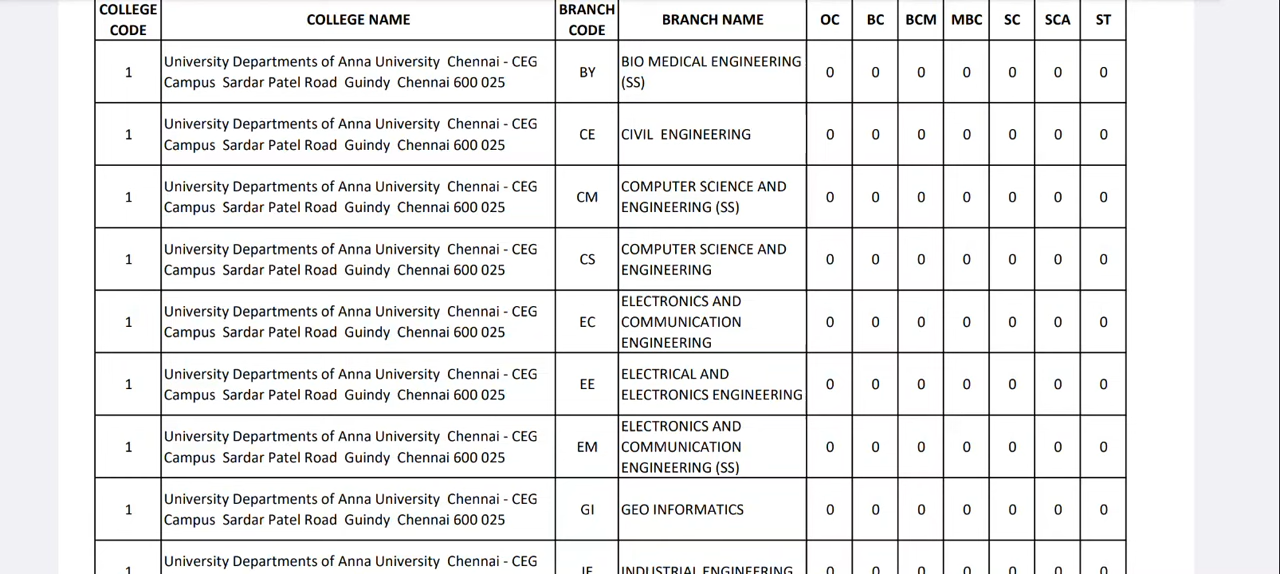 COLLEGE CODE COLLEGE NAME BRANCH CODE BRANCH NAME OC BC BCM MBC SC SCA ST
1 University Departments of Anna University Chennai - CEG Campus Sardar Patel Road Guindy Chennai 600 025 BY BIO MEDICAL ENGINEERING (SS) 0 0 0 0 0 0 0
1 University Departments of Anna University Chennai - CEG Campus Sardar Patel Road Guindy Chennai 600 025 CE CIVIL ENGINEERING 0 0 0 0 0 0 0
1 University Departments of Anna University Chennai - CEG Campus Sardar Patel Road Guindy Chennai 600 025 CM COMPUTER SCIENCE AND ENGINEERING (SS) 0 0 0 0 0 0 0
1 University Departments of Anna University Chennai - CEG Campus Sardar Patel Road Guindy Chennai 600 025 CS COMPUTER SCIENCE AND ENGINEERING 0 0 0 0 0 0 0
1 University Departments of Anna University Chennai - CEG Campus Sardar Patel Road Guindy Chennai 600 025 EC ELECTRONICS AND COMMUNICATION ENGINEERING 0 0 0 0 0 0 0
1 University Departments of Anna University Chennai - CEG Campus Sardar Patel Road Guindy Chennai 600 025 EE ELECTRICAL AND ELECTRONICS ENGINEERING 0 0 0 0 0 0 0
1 University Departments of Anna University Chennai - CEG Campus Sardar Patel Road Guindy Chennai 600 025 EM ELECTRONICS AND COMMUNICATION ENGINEERING (SS) 0 0 0 0 0 0 0
1 University Departments of Anna University Chennai - CEG Campus Sardar Patel Road Guindy Chennai 600 025 GI GEO INFORMATICS 0 0 0 0 0 0 0
1 University Departments of Anna University Chennai - CEG INDUSTRIAL ENGINEERING 0 0 0 0 0 0 0